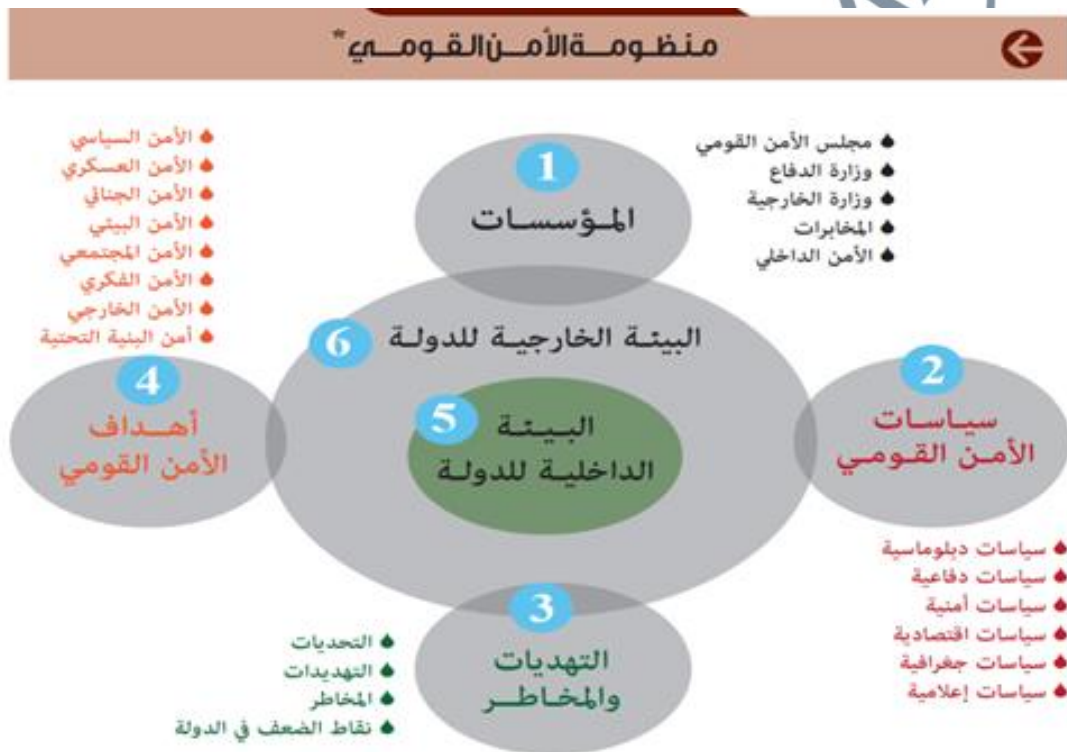 منظومة الأمن القومي*
1
المؤسسات
مجلس الأمن القومي
وزارة الدفاع
وزارة الخارجية
المخابرات
الأمن الداخلي
2
سياسات
الأمن القومي
سياسات دبلوماسية
سياسات دفاعية
سياسات أمنية
سياسات اقتصادية
سياسات جغرافية
سياسات إعلامية
3
التهديات
والمخاطر
التحديات
التهديدات
المخاطر
نقاط الضعف في الدولة
4
أهداف
الأمن القومي
الأمن السياسي
الأمن العسكري
الأمن الجنائي
الأمن البيئي
الأمن المجتمعي
الأمن الفكري
الأمن الخارجي
أمن البنية التحتية
5
البيئة
الداخلية للدولة
6
البيئة الخارجية للدولة